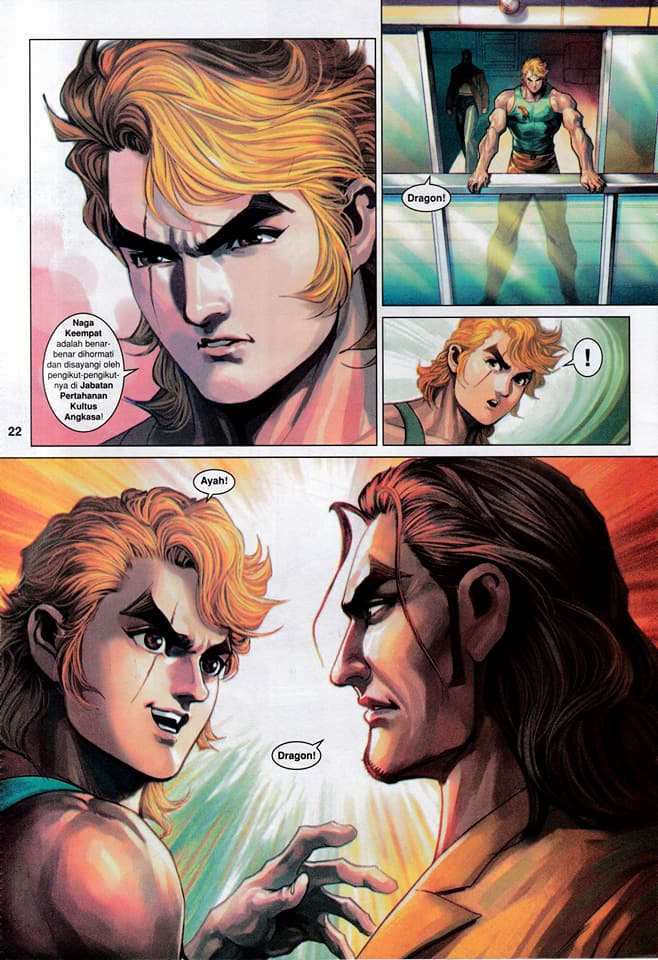 Naga
Keempat
adalah benar-
benar dihormati
dan disayangi oleh
pengikut-pengikut-
nya di Jabatan
Pertahanan
Kultus
Angkasa!
Dragon!
!
22
Ayah!
Dragon!